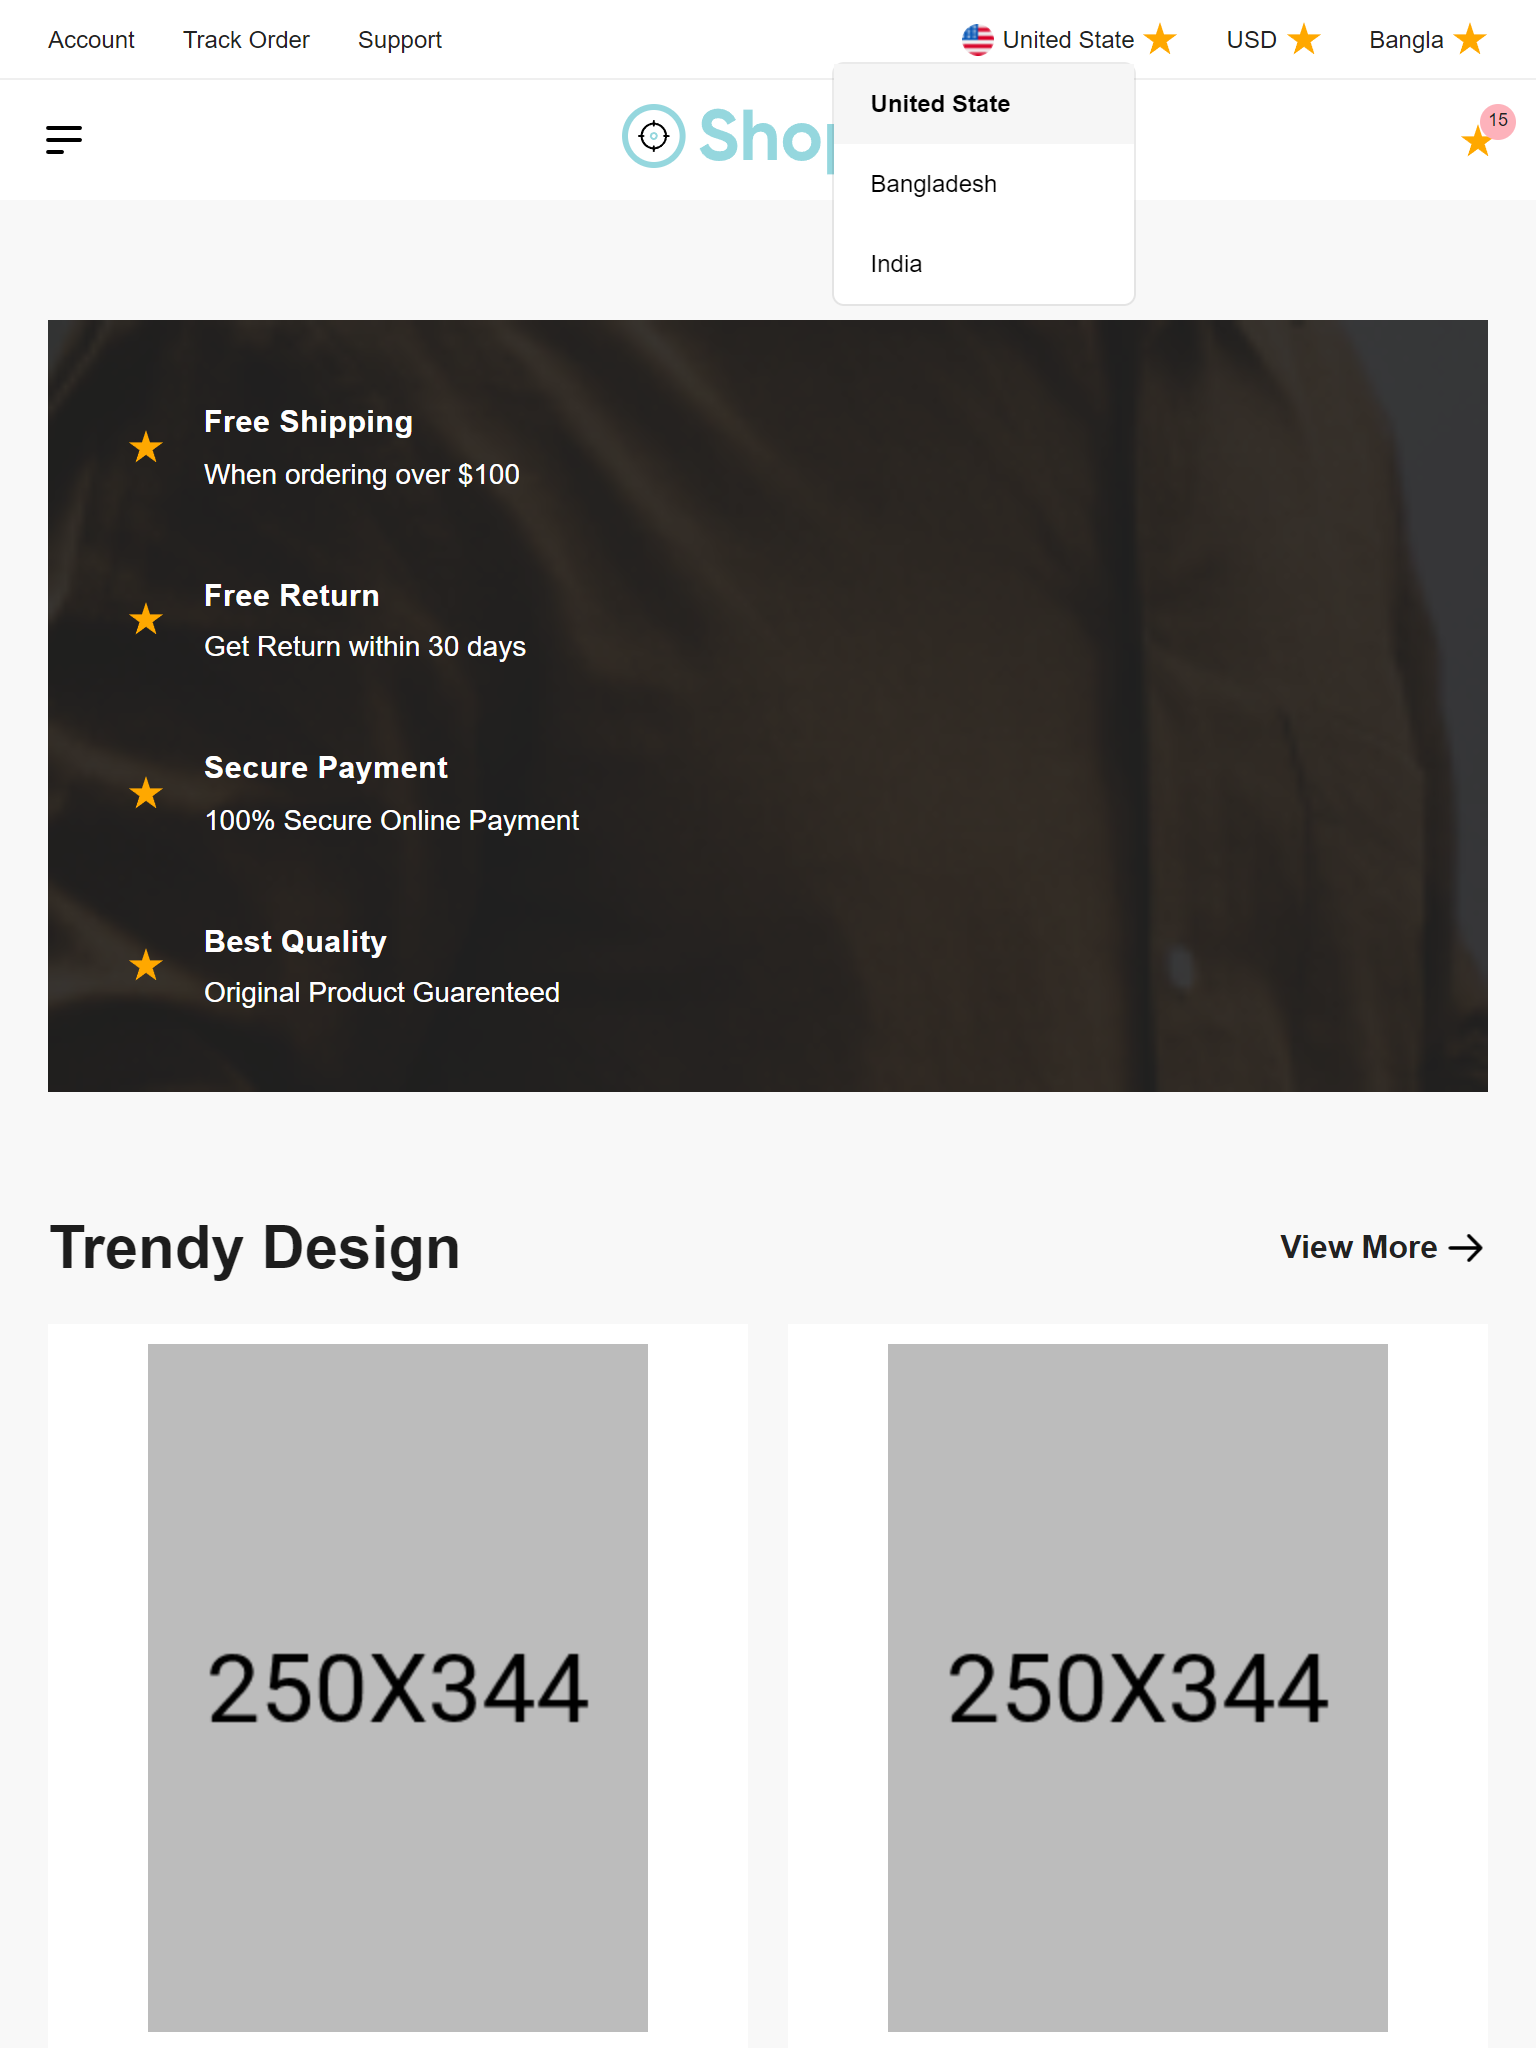 Account Track Order Support United State USD Bangla
United State
Shop
15
Bangladesh
India
Free Shipping
When ordering over $100
Free Return
Get Return within 30 days
Secure Payment
100% Secure Online Payment
Best Quality
Original Product Guarenteed
Trendy Design
View More
250X344
250X344